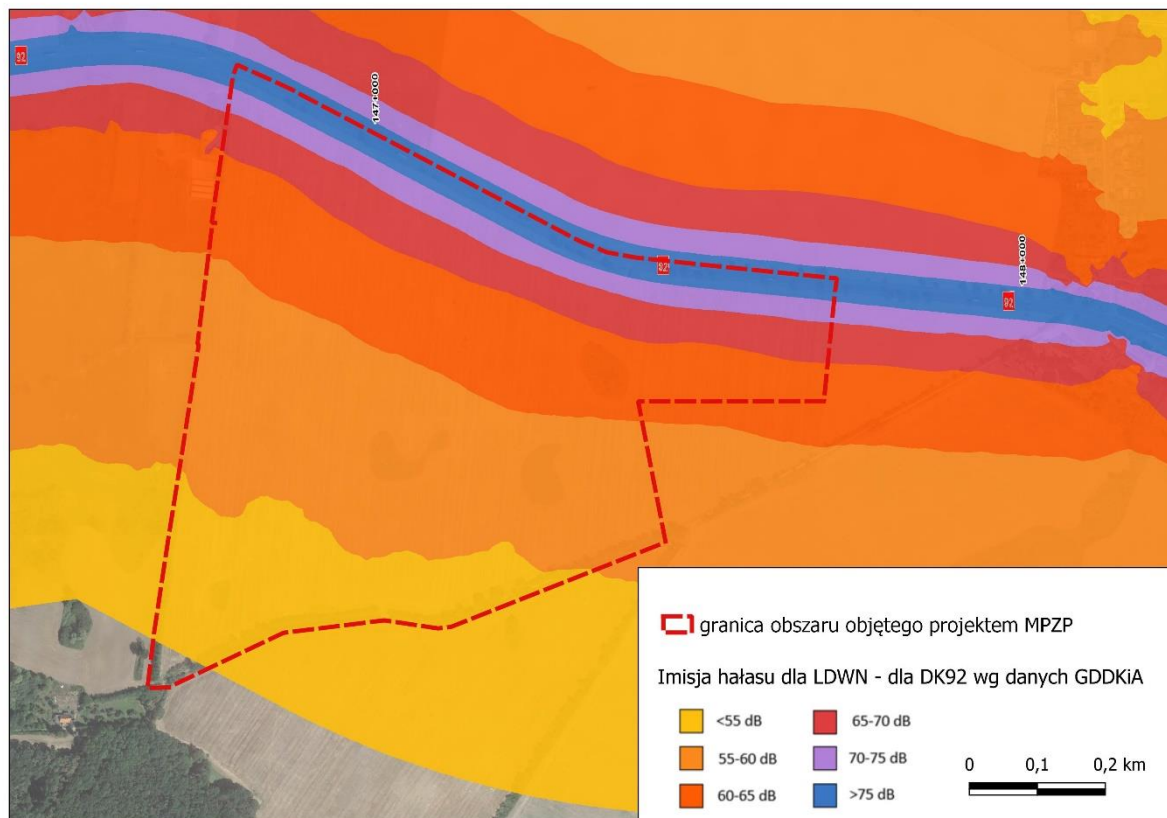 92
147+000
92
148+000
92
granica obszaru objętego projektem MPZP
Imisja hałasu dla LDWN - dla DK92 wg danych GDDKiA
<55 dB
65-70 dB
55-60 dB
70-75 dB
60-65 dB
>75 dB
0 0,1 0,2 km